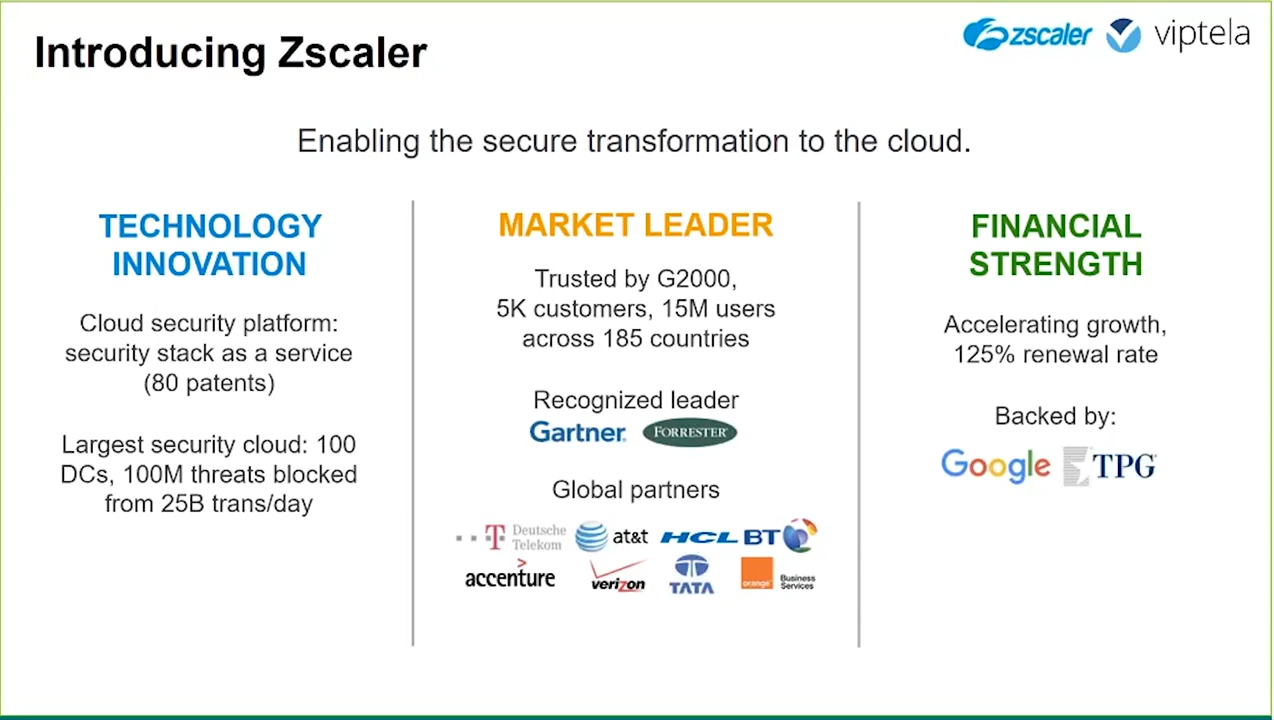 Introducing Zscaler
zscaler viptela
Enabling the secure transformation to the cloud.
TECHNOLOGY
INNOVATION
Cloud security platform:
security stack as a service
(80 patents)
Largest security cloud: 100
DCs, 100M threats blocked
from 25B trans/day
MARKET LEADER
Trusted by G2000,
5K customers, 15M users
across 185 countries
Recognized leader
Gartner FORRESTER
Global partners
T Deutsche
Telekom
at&t
HCL
BT
accenture
verizon
TATA
orange
Business
Services
FINANCIAL
STRENGTH
Accelerating growth,
125% renewal rate
Backed by:
Google TPG